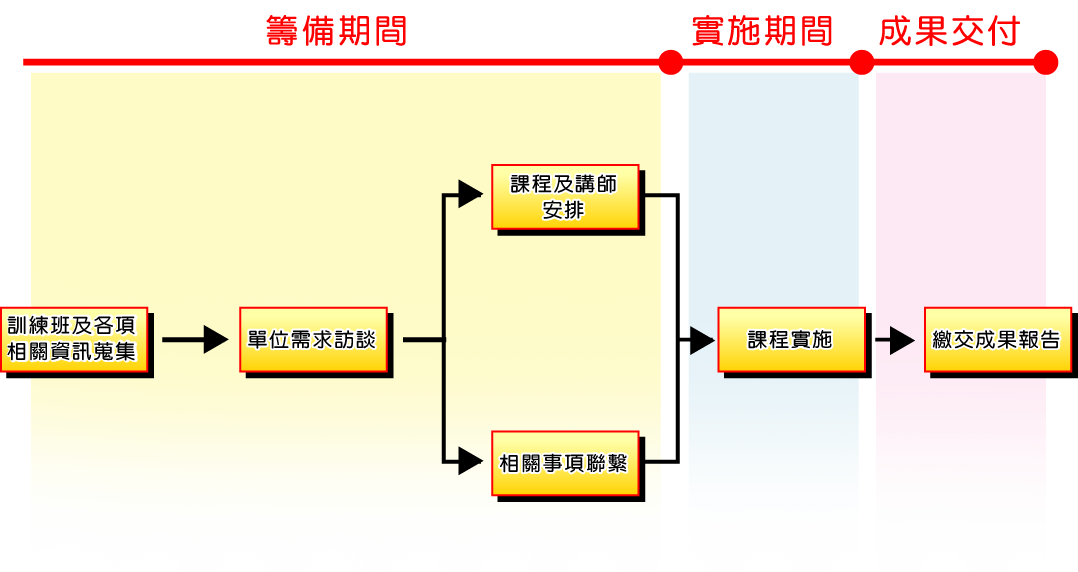 籌備期間
實施期間
成果交付
訓練班及各項
相關資訊蒐集
單位需求訪談
課程及講師
安排
相關事項聯繫
課程實施
繳交成果報告